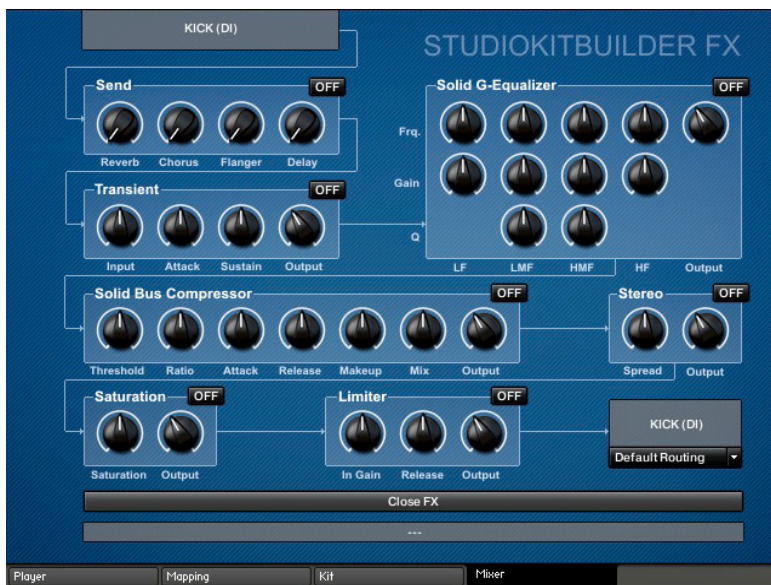 KICK (DI)
STUDIOKITBUILDER FX
Send OFF
Reverb Chorus Flanger Delay
Solid G-Equalizer OFF
Frq.
Gain
Q
LF LMF HMF HF Output
Transient OFF
Input Attack Sustain Output
Solid Bus Compressor OFF
Threshold Ratio Attack Release Makeup Mix Output
Stereo OFF
Spread Output
Saturation OFF
Saturation Output
Limiter OFF
In Gain Release Output
KICK (DI)
Default Routing
Close FX
---
Player Mapping Kit Mixer